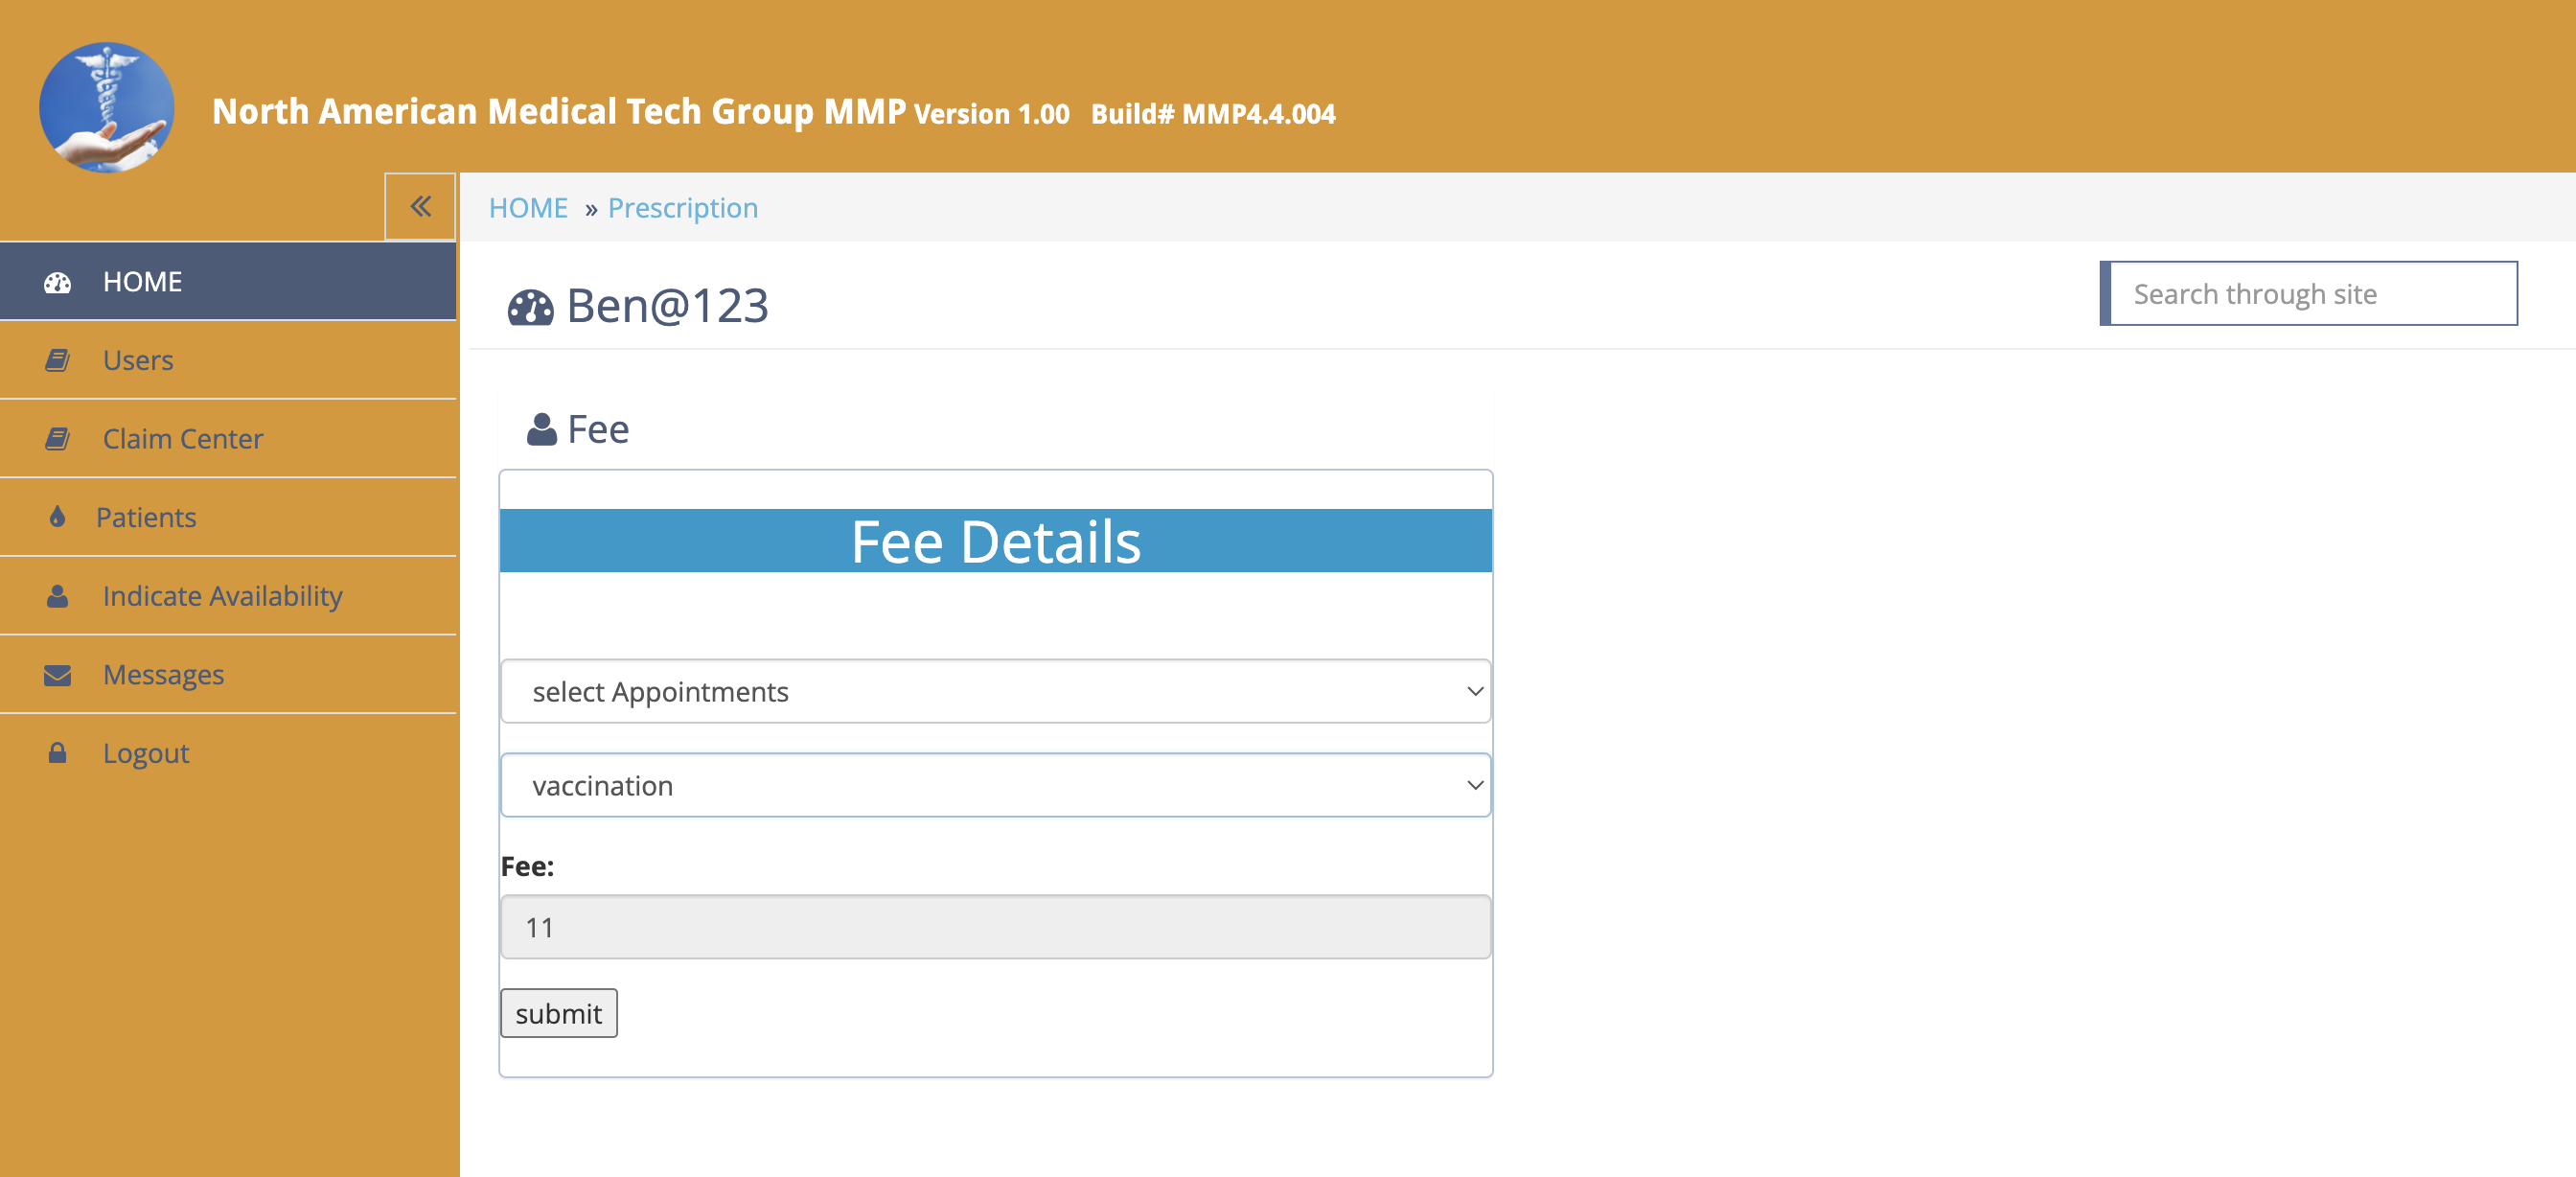 North American Medical Tech Group MMP Version 1.00 Build# MMP4.4.004
HOME » Prescription
HOME
Users
Claim Center
Patients
Indicate Availability
Messages
Logout
Ben@123
Search through site
Fee
Fee Details
select Appointments
vaccination
Fee:
11
submit